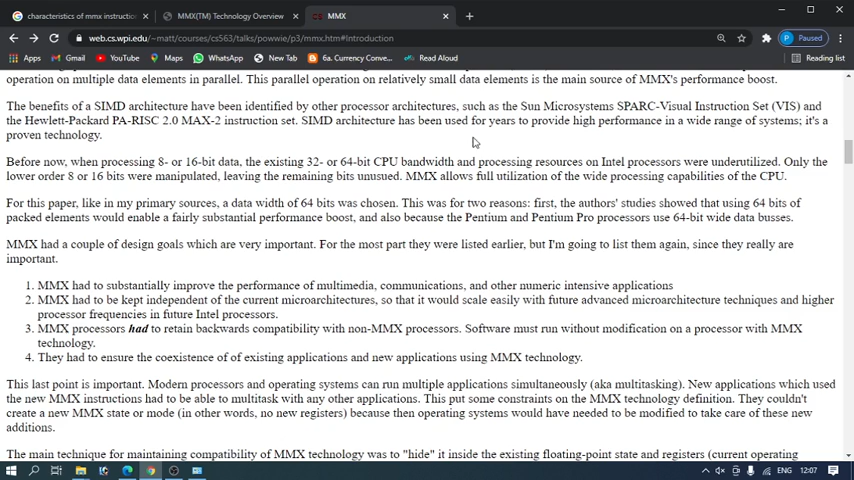 characteristics of mmx instruction
MMX(TM) Technology Overview
MMX
web.cs.wpi.edu/~matt/courses/cs563/talks/powwie/p3/mmx.htm#Introduction
P Paused
Apps Gmail YouTube Maps WhatsApp New Tab 6a. Currency Conve... Read Aloud Reading list
operation on multiple data elements in parallel. This parallel operation on relatively small data elements is the main source of MMX's performance boost.
The benefits of a SIMD architecture have been identified by other processor architectures, such as the Sun Microsystems SPARC-Visual Instruction Set (VIS) and
the Hewlett-Packard PA-RISC 2.0 MAX-2 instruction set. SIMD architecture has been used for years to provide high performance in a wide range of systems; it's a
proven technology.
Before now, when processing 8- or 16-bit data, the existing 32- or 64-bit CPU bandwidth and processing resources on Intel processors were underutilized. Only the
lower order 8 or 16 bits were manipulated, leaving the remaining bits unused. MMX allows full utilization of the wide processing capabilities of the CPU.
For this paper, like in my primary sources, a data width of 64 bits was chosen. This was for two reasons: first, the authors' studies showed that using 64 bits of
packed elements would enable a fairly substantial performance boost, and also because the Pentium and Pentium Pro processors use 64-bit wide data busses.
MMX had a couple of design goals which are very important. For the most part they were listed earlier, but I'm going to list them again, since they really are
important.
1. MMX had to substantially improve the performance of multimedia, communications, and other numeric intensive applications
2. MMX had to be kept independent of the current microarchitectures, so that it would scale easily with future advanced microarchitecture techniques and higher
processor frequencies in future Intel processors.
3. MMX processors had to retain backwards compatibility with non-MMX processors. Software must run without modification on a processor with MMX
technology.
4. They had to ensure the coexistence of of existing applications and new applications using MMX technology.
This last point is important. Modern processors and operating systems can run multiple applications simultaneously (aka multitasking). New applications which used
the new MMX instructions had to be able to multitask with any other applications. This put some constraints on the MMX technology definition. They couldn't
create a new MMX state or mode (in other words, no new registers) because then operating systems would have needed to be modified to take care of these new
additions.
The main technique for maintaining compatibility of MMX technology was to "hide" it inside the existing floating-point state and registers (current operating
ENG 12:07